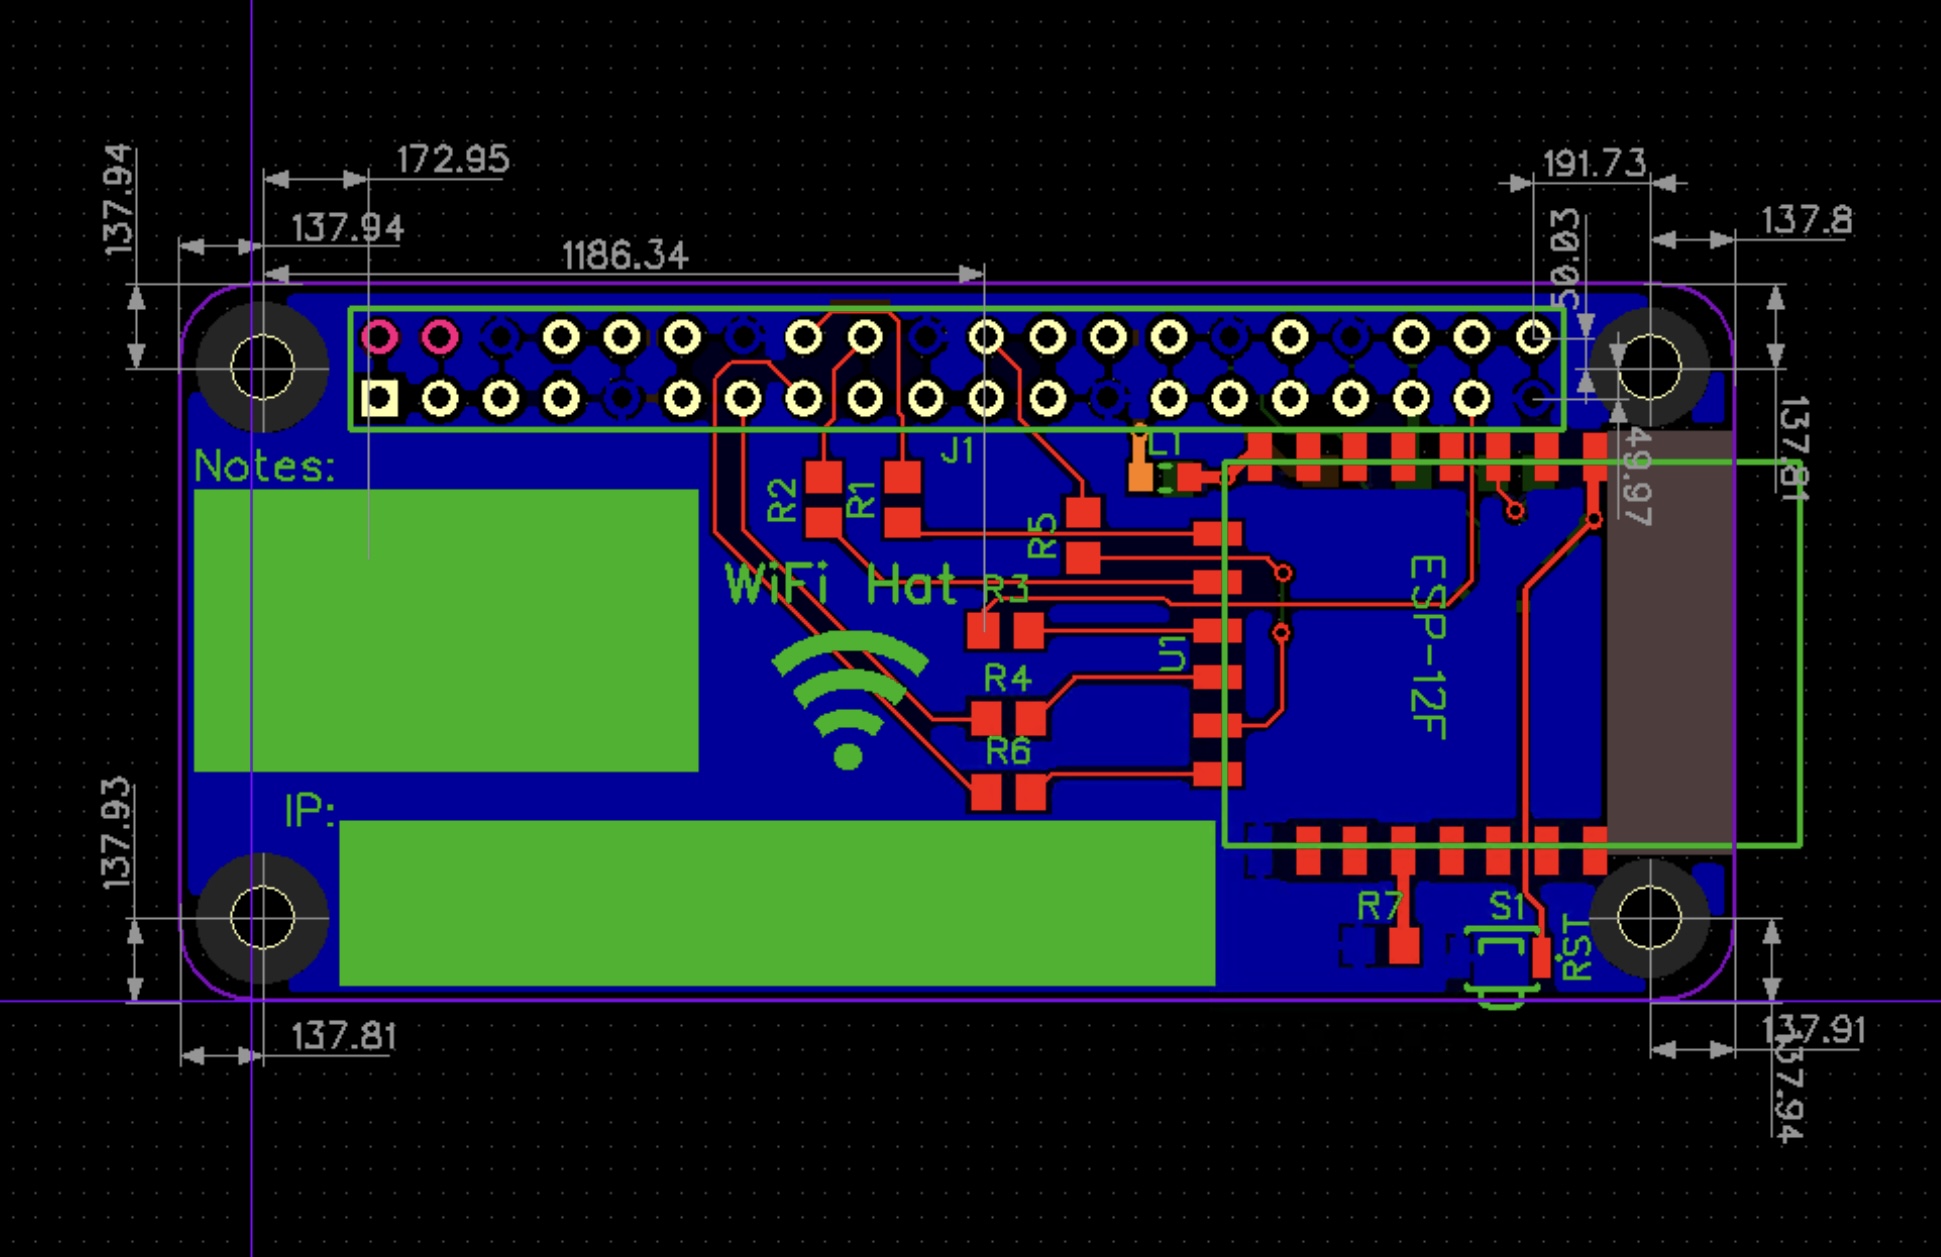 172.95
191.73
137.94
137.94
137.8
1186.34
50.03
137.81
49.97
J1
L1
Notes:
R2
R1
R5
WiFi Hat
R3
ESP-12F
U1
R4
R6
IP:
137.93
R7
S1
RST
137.81
137.91
137.94